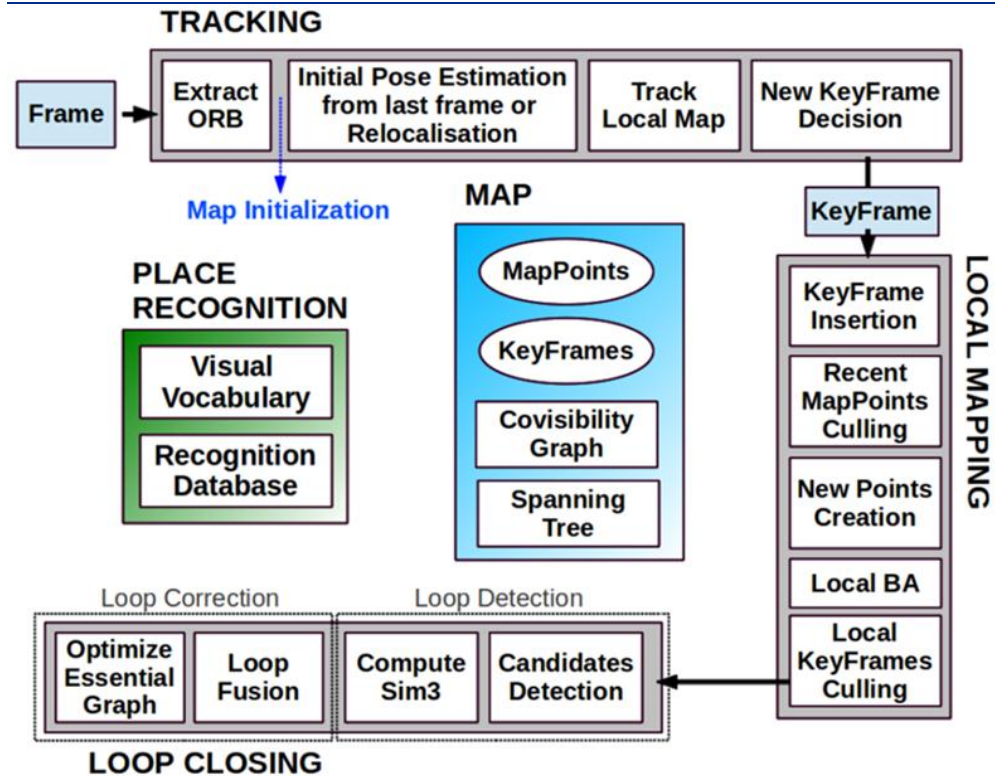 TRACKING
Frame
Extract
ORB
Initial Pose Estimation
from last frame or
Relocalisation
Track
Local Map
New KeyFrame
Decision
Map Initialization
MAP
KeyFrame
PLACE
RECOGNITION
Visual
Vocabulary
Recognition
Database
MapPoints
KeyFrames
Covisibility
Graph
Spanning
Tree
LOCAL MAPPING
KeyFrame
Insertion
Recent
MapPoints
Culling
New Points
Creation
Local BA
Local
KeyFrames
Culling
Loop Correction
Loop Detection
Optimize
Essential
Graph
Loop
Fusion
Compute
Sim3
Candidates
Detection
LOOP CLOSING